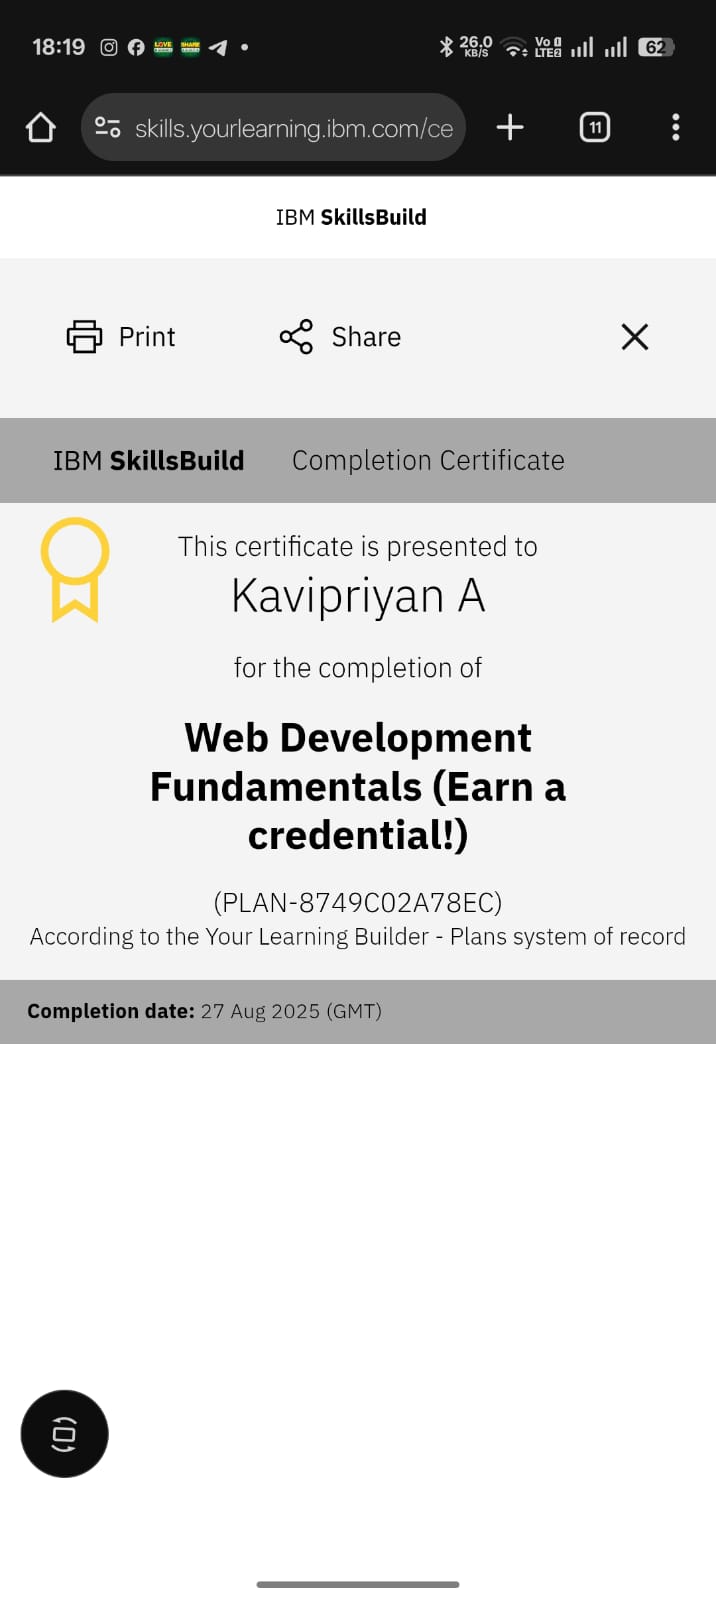 18:19
26.0 KB/S
Vo LTE2
62
skills.yourlearning.ibm.com/ce
11
IBM SkillsBuild
Print
Share
IBM SkillsBuild
Completion Certificate
This certificate is presented to
Kavipriyan A
for the completion of
Web Development
Fundamentals (Earn a
credential!)
(PLAN-8749C02A78EC)
According to the Your Learning Builder - Plans system of record
Completion date: 27 Aug 2025 (GMT)